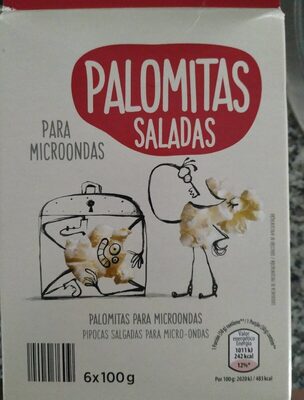 PALOMITAS
SALADAS
PARA
MICROONDAS
PALOMITAS PARA MICROONDAS
PIPOCAS SALGADAS PARA MICRO-ONDAS
6x100g
Valor
energético
Energia
1011 kJ
242 kcal
12%*
Por 100g: 2020 kJ / 483 kcal